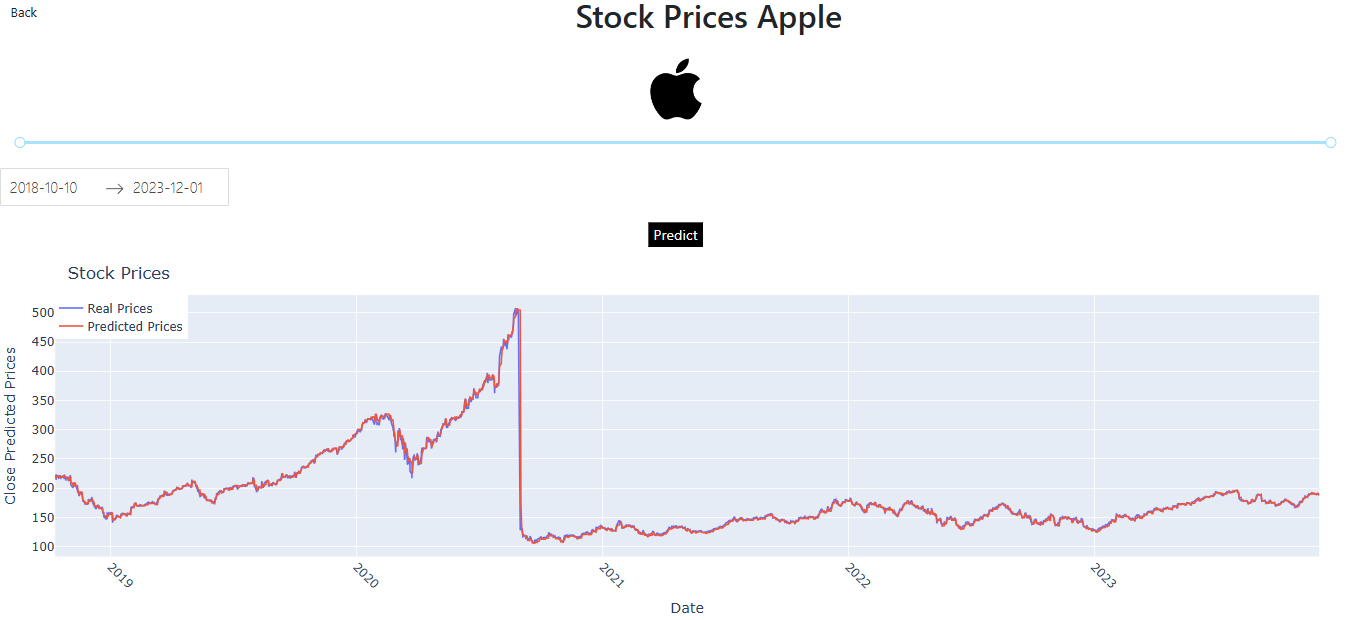 Back
Stock Prices Apple
2018-10-10 → 2023-12-01
Predict
Stock Prices
Real Prices
Predicted Prices
500
450
400
350
300
250
200
150
100
Close Predicted Prices
2019
2020
2021
2022
2023
Date